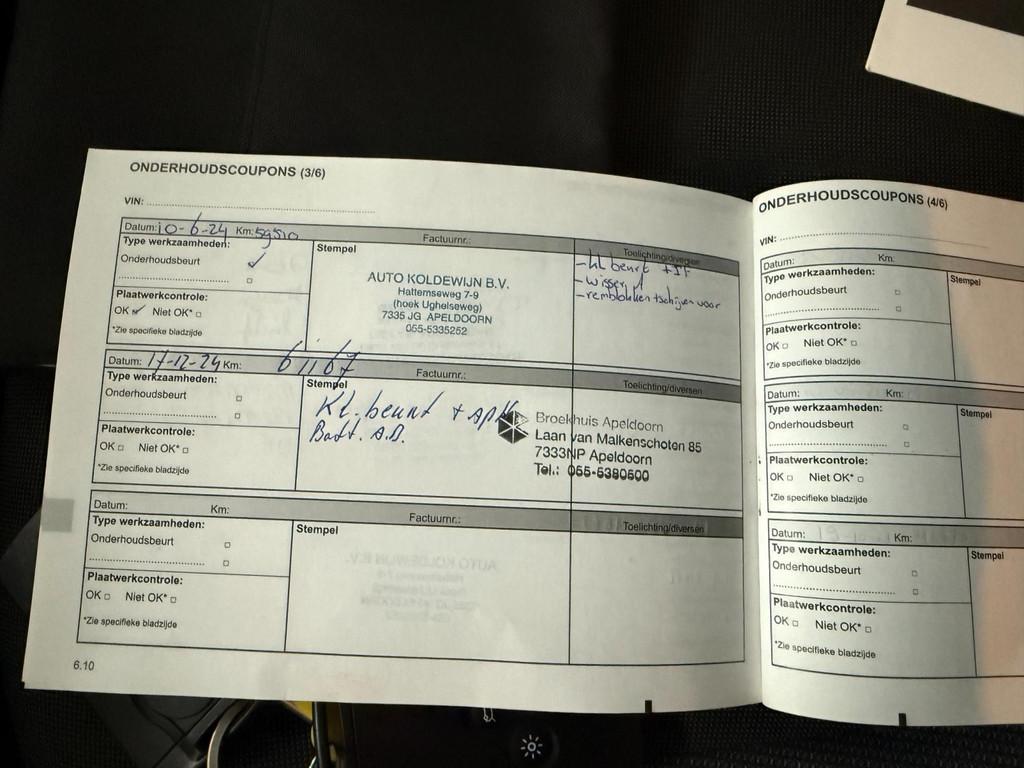 ONDERHOUDSCOUPONS (3/6)
VIN:
Datum: 10-6-24 Km: 59510 Factuurnr.: Toelichting/diversen
Type werkzaamheden:
Onderhoudsbeurt ✓
Plaatwerkcontrole:
OK ✓ Niet OK* □
*Zie specifieke bladzijde
Stempel
AUTO KOLDEWIJN B.V.
Hattemseweg 7-9
(hoek Ughelseweg)
7335 JG APELDOORN
055-5335252
- kl beurt +
- wisser
- remblokken + schijven voor
Datum: 17-12-24 Km: 61167 Factuurnr.: Toelichting/diversen
Type werkzaamheden:
Onderhoudsbeurt □
Plaatwerkcontrole:
OK □ Niet OK* □
*Zie specifieke bladzijde
Stempel
Kl. beurt + APK
Batt. A.D.
Broekhuis Apeldoorn
Laan van Malkenschoten 85
7333NP Apeldoorn
Tel.: 055-5380500
Datum: Km: Factuurnr.: Toelichting/diversen
Type werkzaamheden:
Onderhoudsbeurt □
Plaatwerkcontrole:
OK □ Niet OK* □
*Zie specifieke bladzijde
Stempel
6.10
ONDERHOUDSCOUPONS (4/6)
VIN:
Datum: Km:
Type werkzaamheden:
Onderhoudsbeurt □
Plaatwerkcontrole:
OK □ Niet OK* □
*Zie specifieke bladzijde
Stempel
Datum: Km:
Type werkzaamheden:
Onderhoudsbeurt □
Plaatwerkcontrole:
OK □ Niet OK* □
*Zie specifieke bladzijde
Stempel
Datum: Km:
Type werkzaamheden:
Onderhoudsbeurt □
Plaatwerkcontrole:
OK □ Niet OK* □
*Zie specifieke bladzijde
Stempel